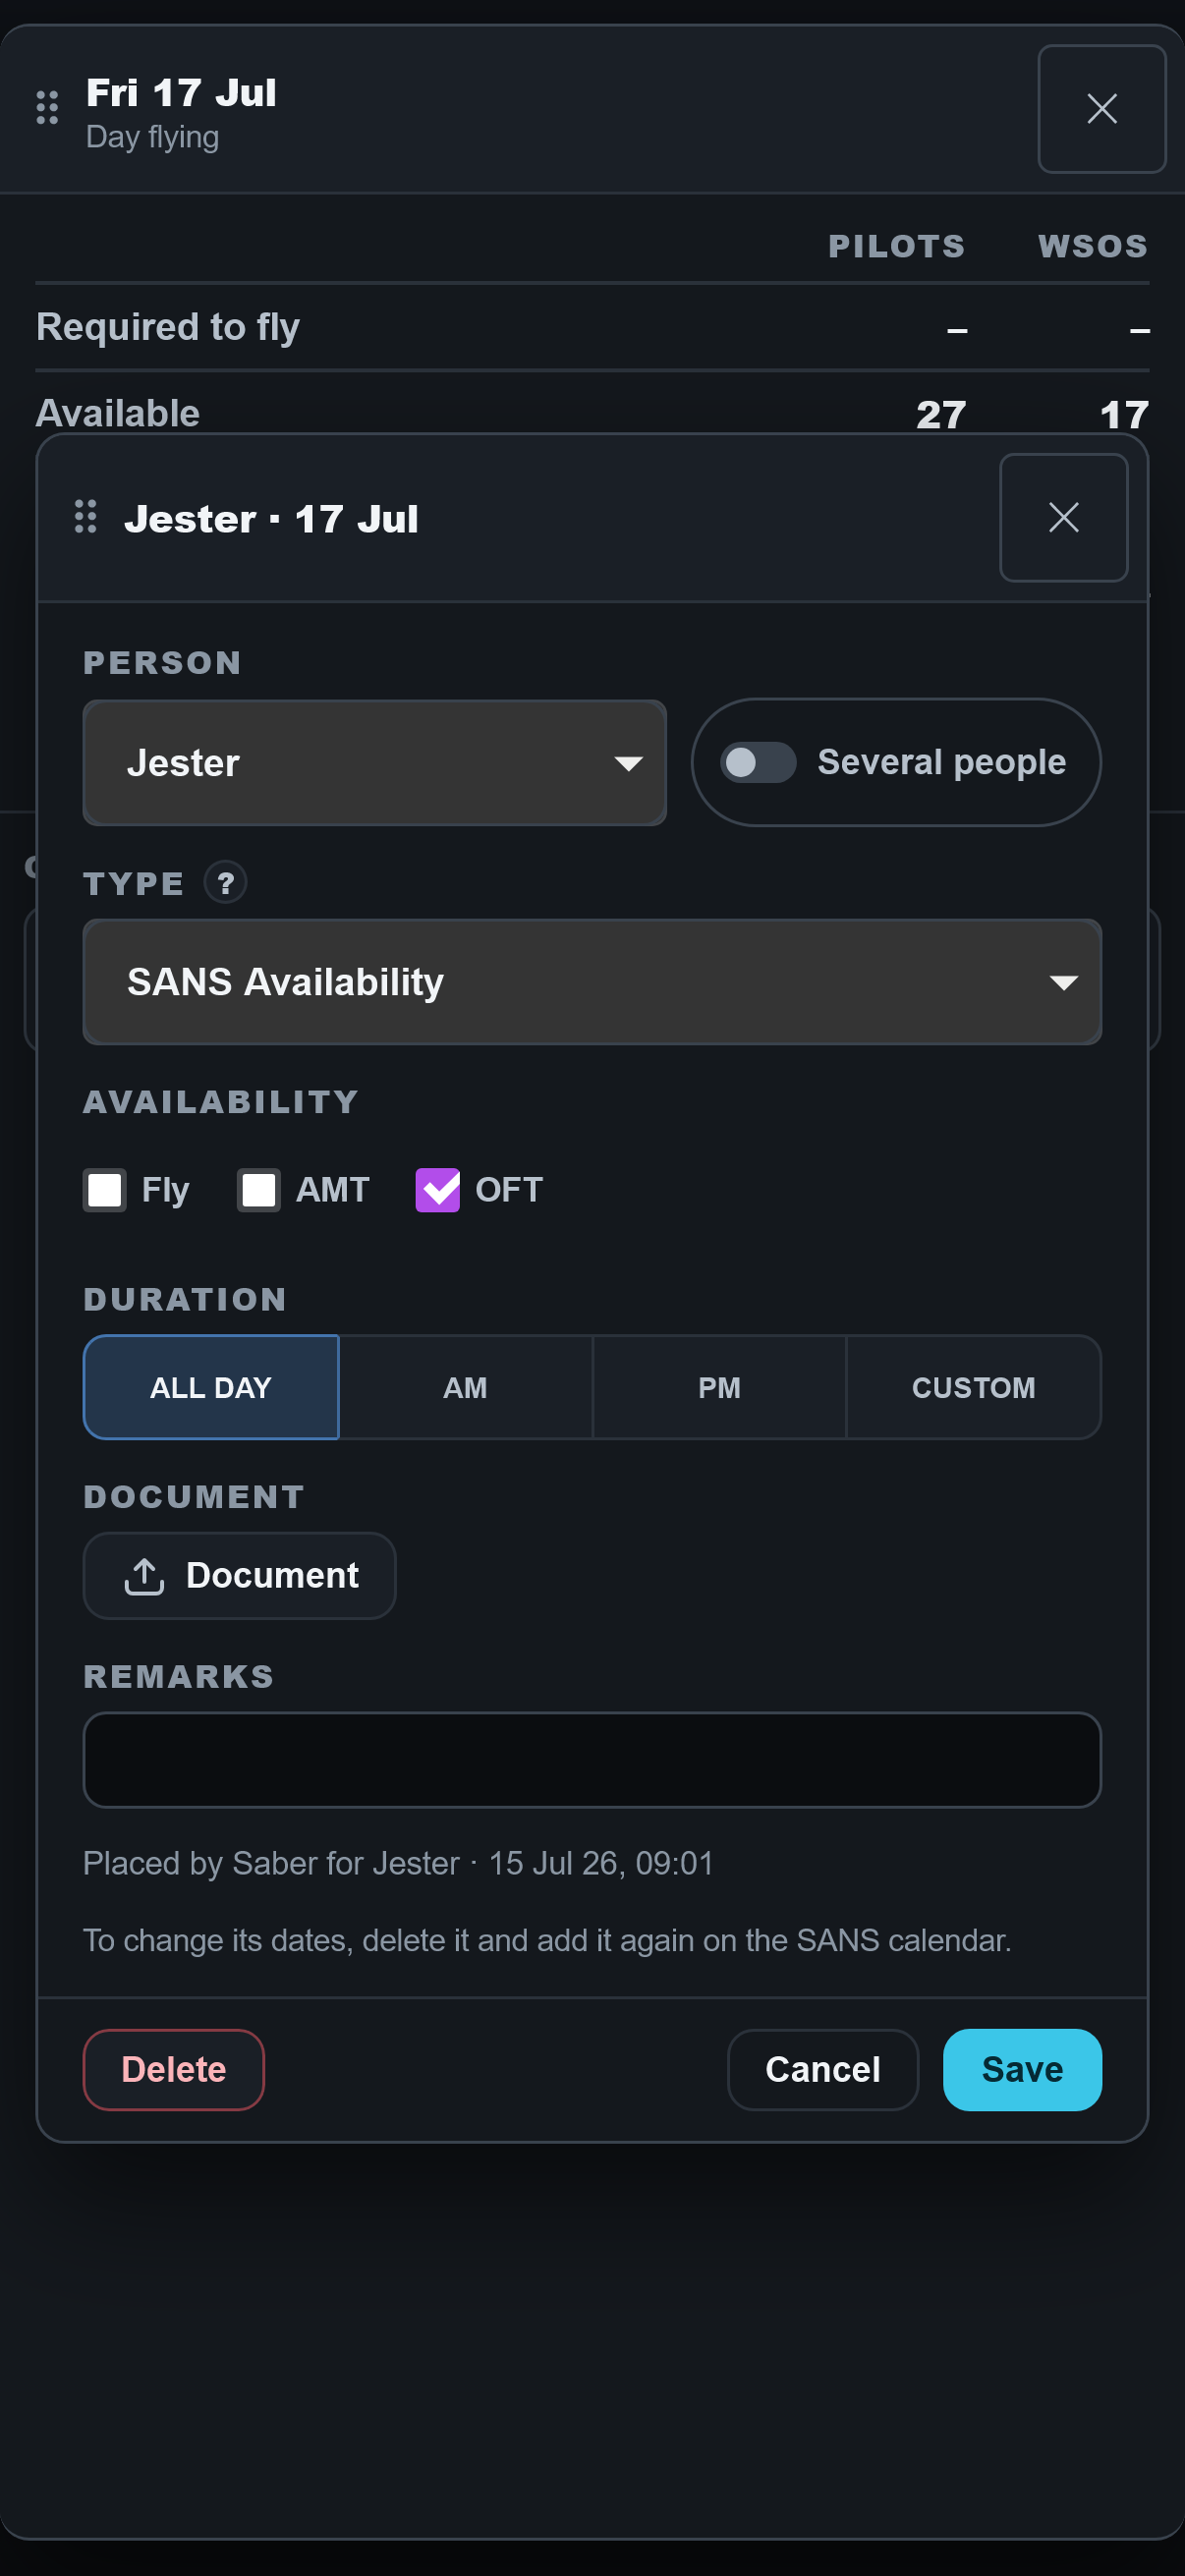 Fri 17 Jul
Day flying
PILOTS WSOS
Required to fly – –
Available 27 17
Jester · 17 Jul
PERSON
Jester Several people
TYPE ?
SANS Availability
AVAILABILITY
Fly AMT OFT
DURATION
ALL DAY AM PM CUSTOM
DOCUMENT
Document
REMARKS
Placed by Saber for Jester · 15 Jul 26, 09:01
To change its dates, delete it and add it again on the SANS calendar.
Delete Cancel Save